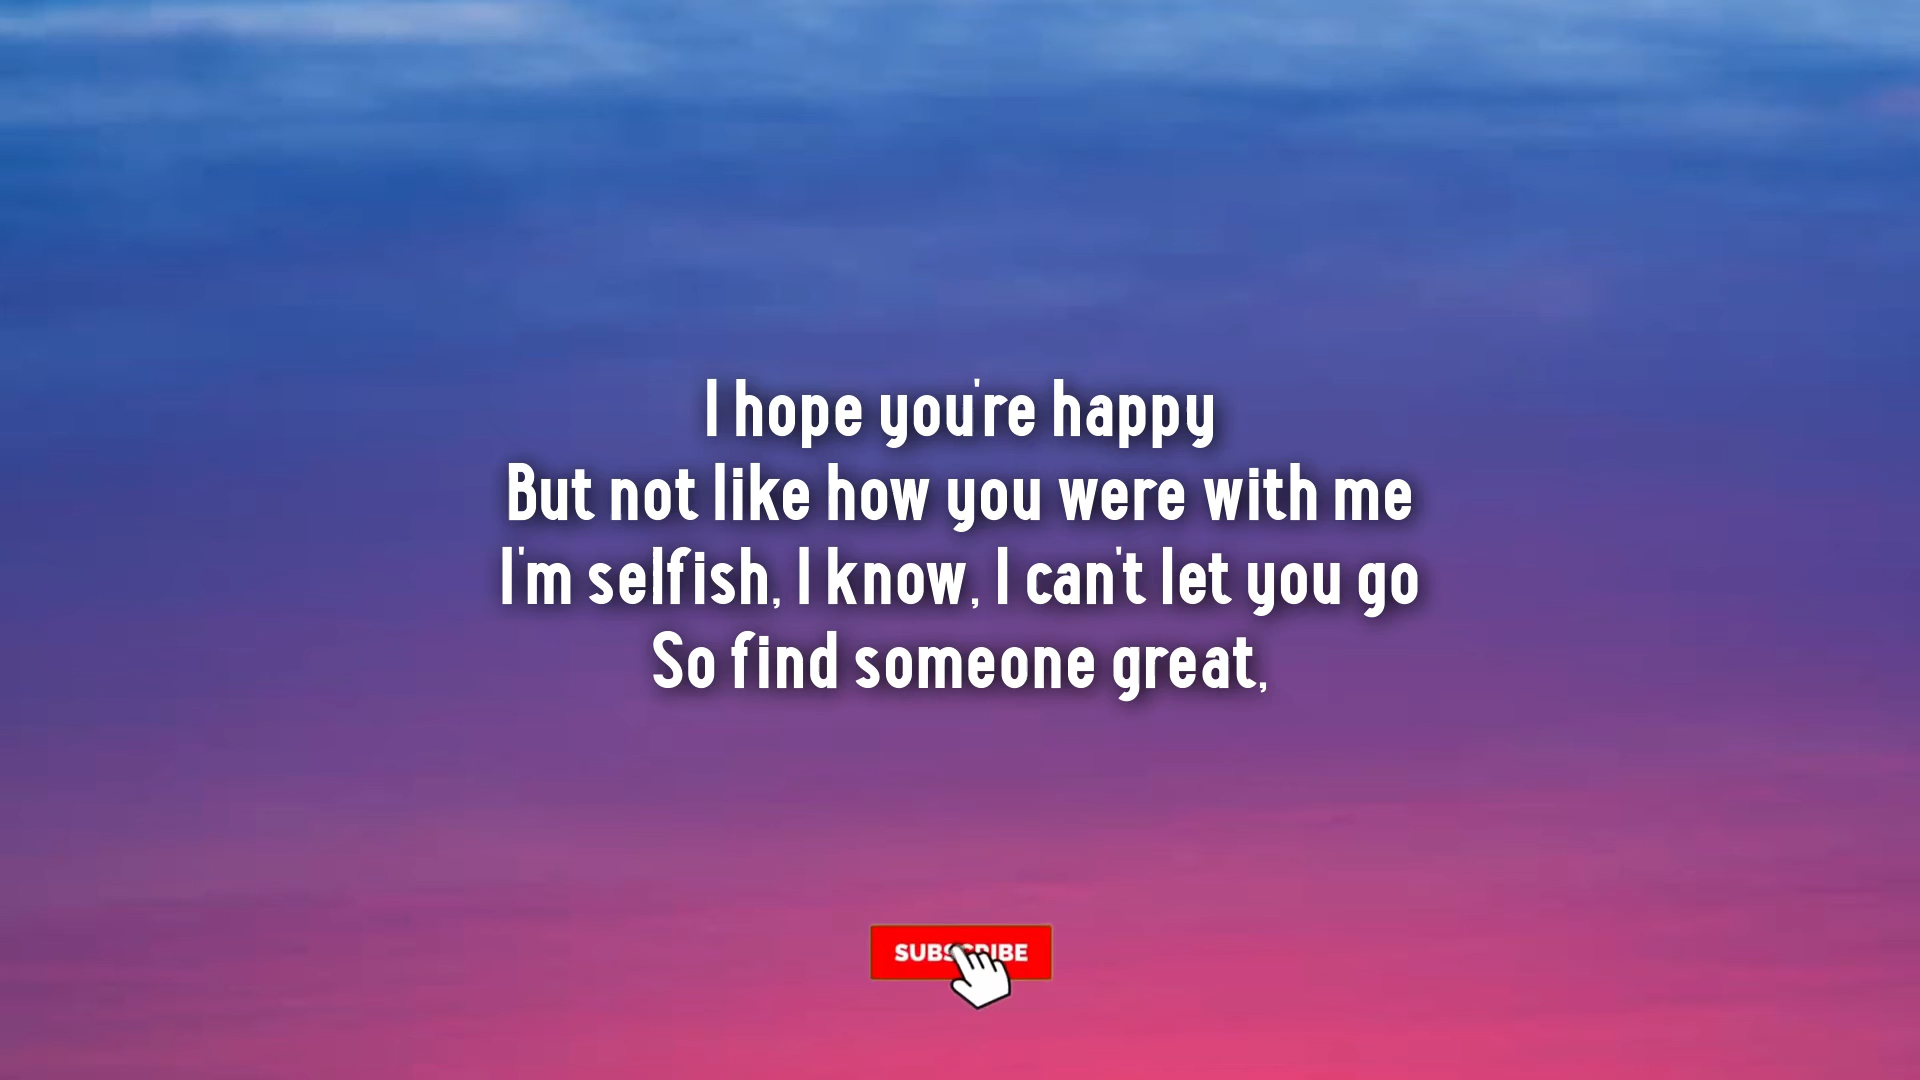 I hope you're happy
But not like how you were with me
I'm selfish, I know, I can't let you go
So find someone great,
SUBSCRIBE